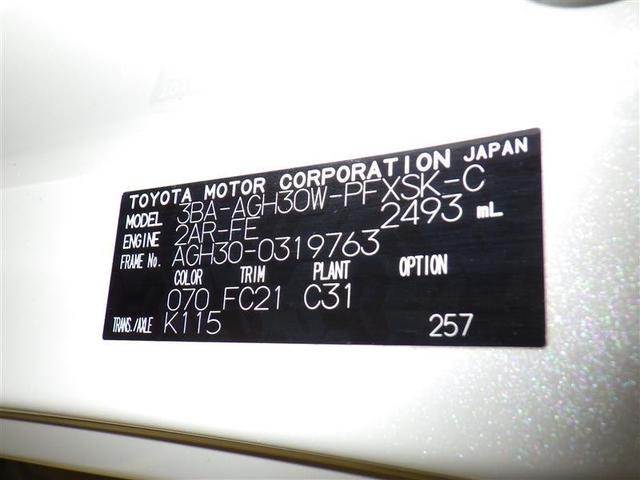 TOYOTA MOTOR CORPORATION JAPAN
MODEL 3BA-AGH30W-PFXSK-C
ENGINE 2AR-FE 2493 mL
FRAME No. AGH30-0319763
COLOR TRIM PLANT OPTION
070 FC21 C31
TRANS./AXLE K115 257